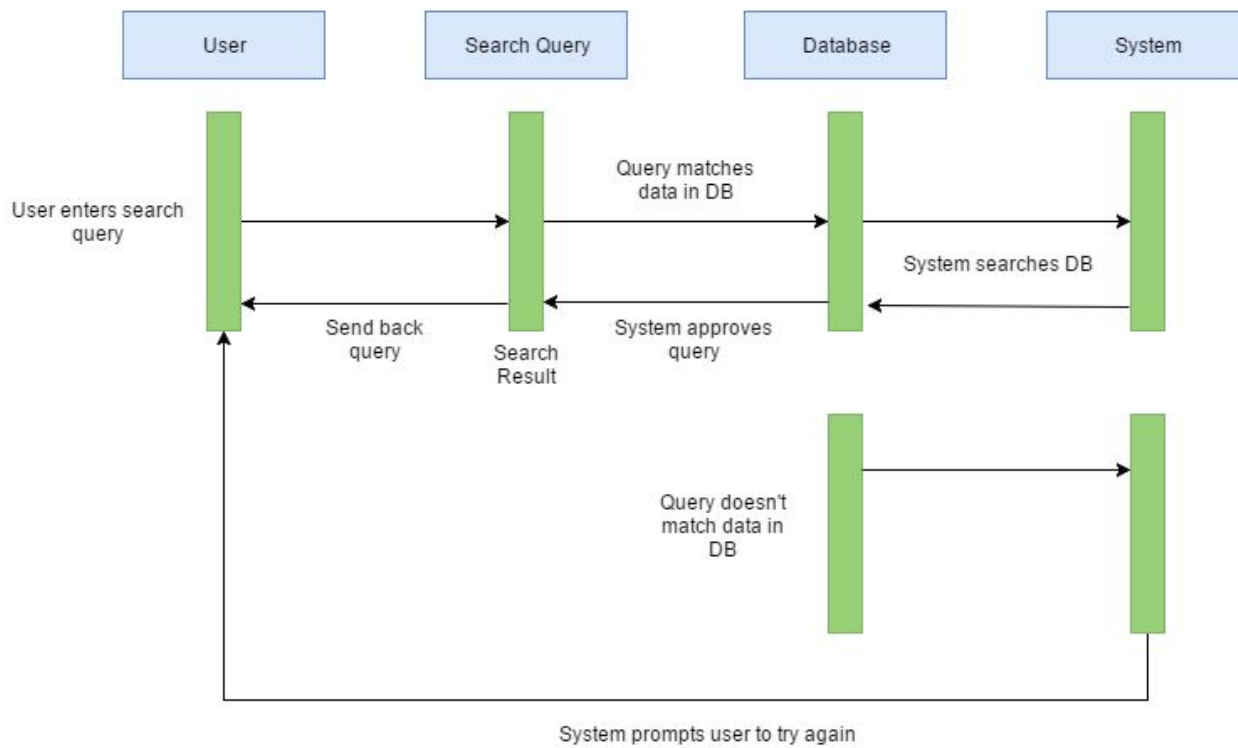 User
Search Query
Database
System
Query matches
data in DB
User enters search
query
System searches DB
Send back
query
System approves
query
Search
Result
Query doesn't
match data in
DB
System prompts user to try again